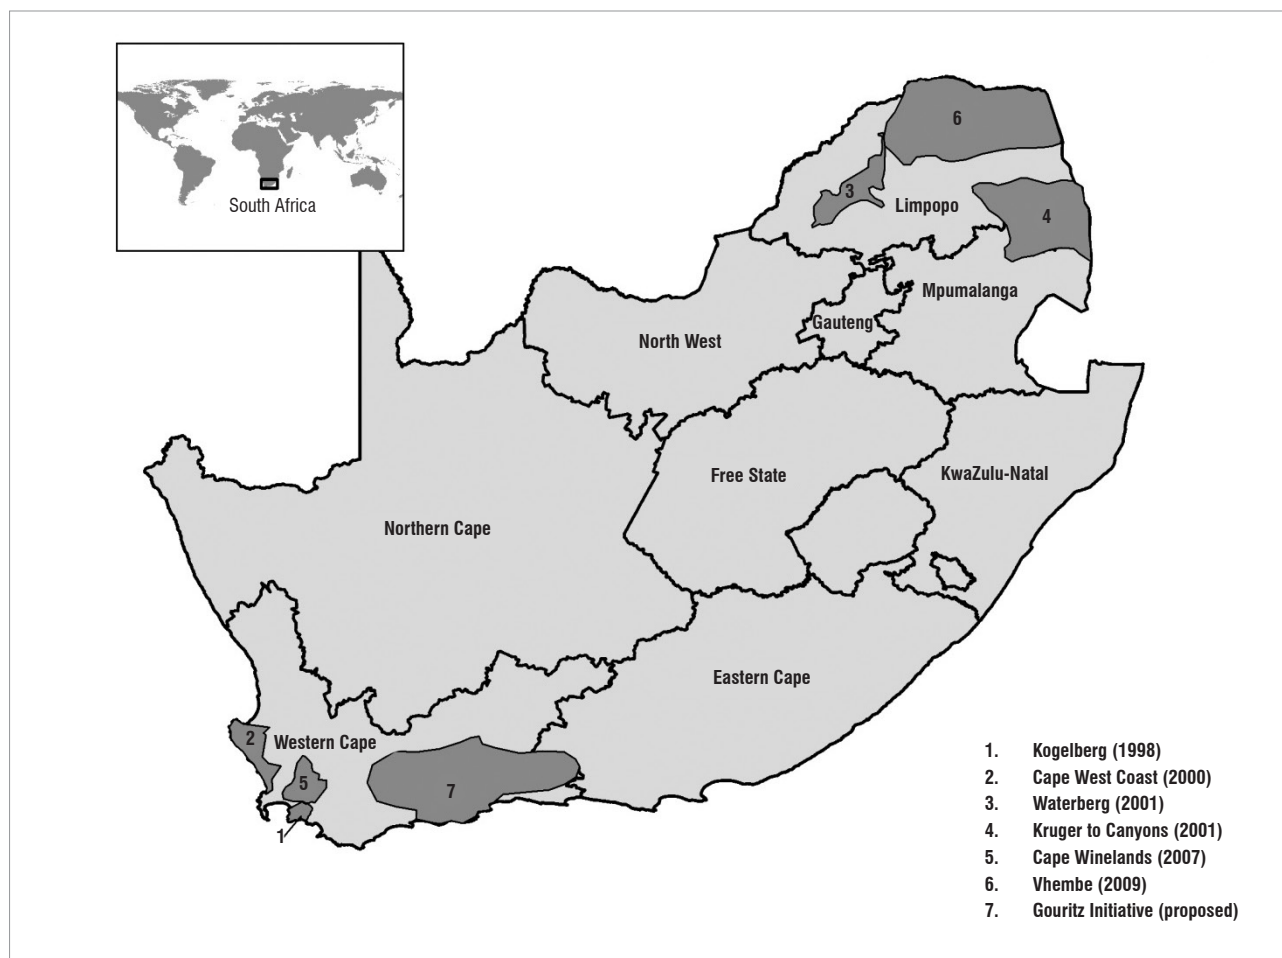 South Africa
6
3
Limpopo
4
Mpumalanga
Gauteng
North West
Free State
KwaZulu-Natal
Northern Cape
Eastern Cape
2
Western Cape
5
7
1
1. Kogelberg (1998)
2. Cape West Coast (2000)
3. Waterberg (2001)
4. Kruger to Canyons (2001)
5. Cape Winelands (2007)
6. Vhembe (2009)
7. Gouritz Initiative (proposed)